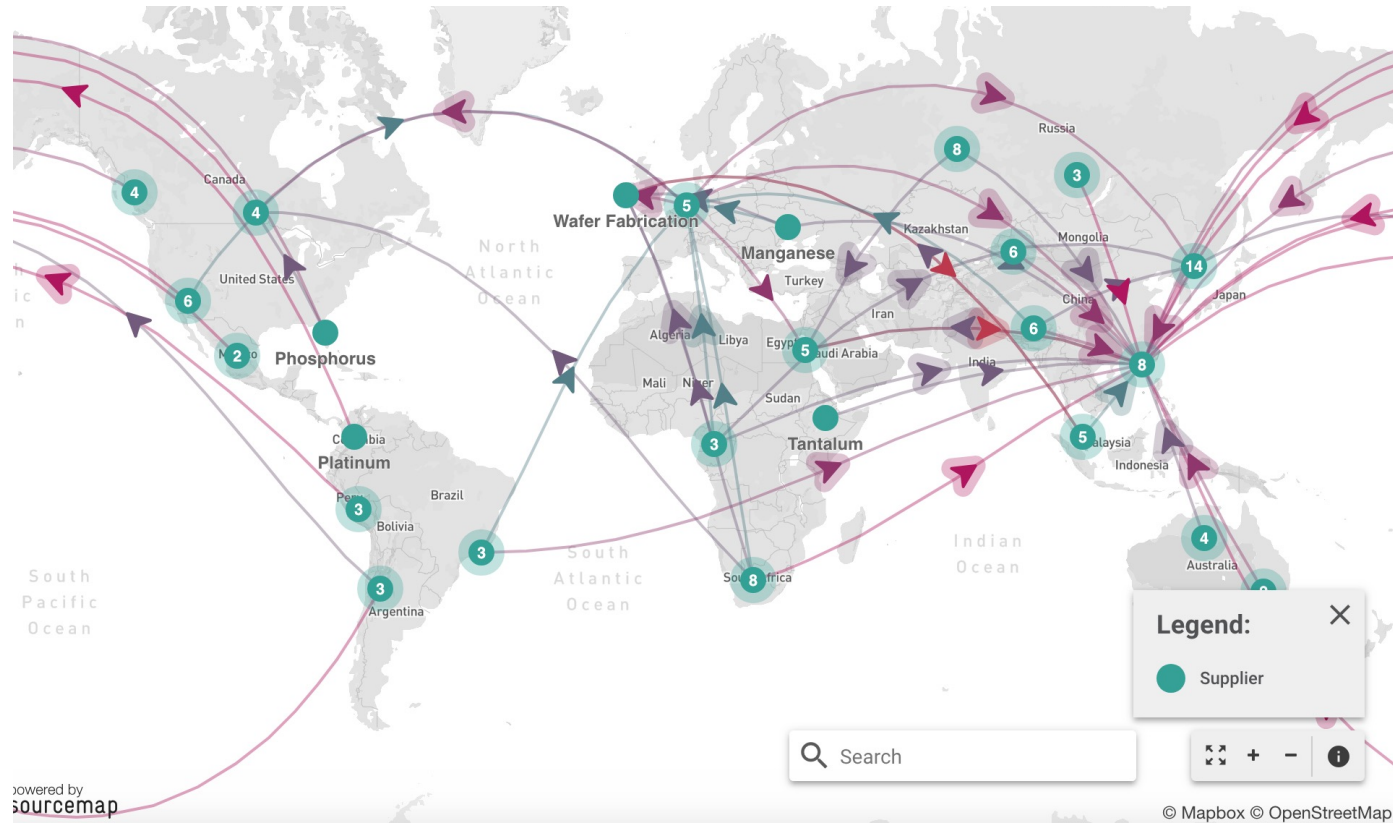 Russia
8
3
Canada
4
4
Wafer Fabrication
5
Manganese
Kazakhstan
Mongolia
6
14
Japan
North
Atlantic
Ocean
United States
6
Turkey
China
Iran
6
Phosphorus
2
Algeria
Libya
Egypt
5
Saudi Arabia
India
8
Mali
Niger
Sudan
Tantalum
3
5
Malaysia
Indonesia
Colombia
Platinum
Brazil
Peru
3
Bolivia
3
South
Atlantic
Ocean
Indian
Ocean
4
Australia
South
Pacific
Ocean
3
Argentina
8
South Africa
Legend:
Supplier
Search
+
−
i
powered by
sourcemap
© Mapbox © OpenStreetMap